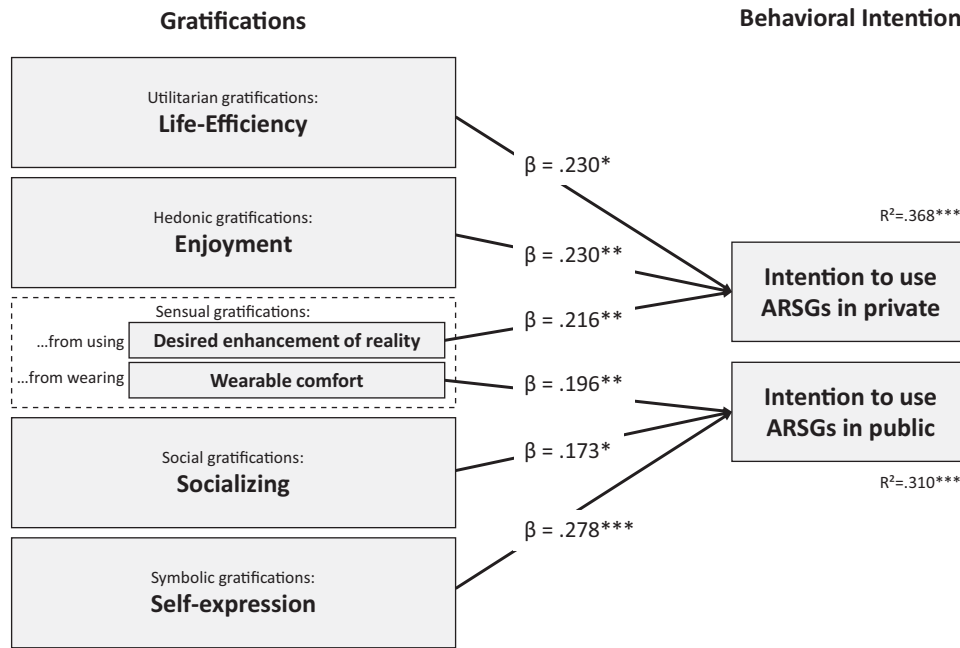 Gratifications
Behavioral Intention
Utilitarian gratifications:
Life-Efficiency
β = .230*
Hedonic gratifications:
Enjoyment
β = .230**
R²=.368***
Intention to use
ARSGs in private
Sensual gratifications:
...from using
Desired enhancement of reality
β = .216**
...from wearing
Wearable comfort
β = .196**
Intention to use
ARSGs in public
Social gratifications:
Socializing
β = .173*
R²=.310***
Symbolic gratifications:
Self-expression
β = .278***